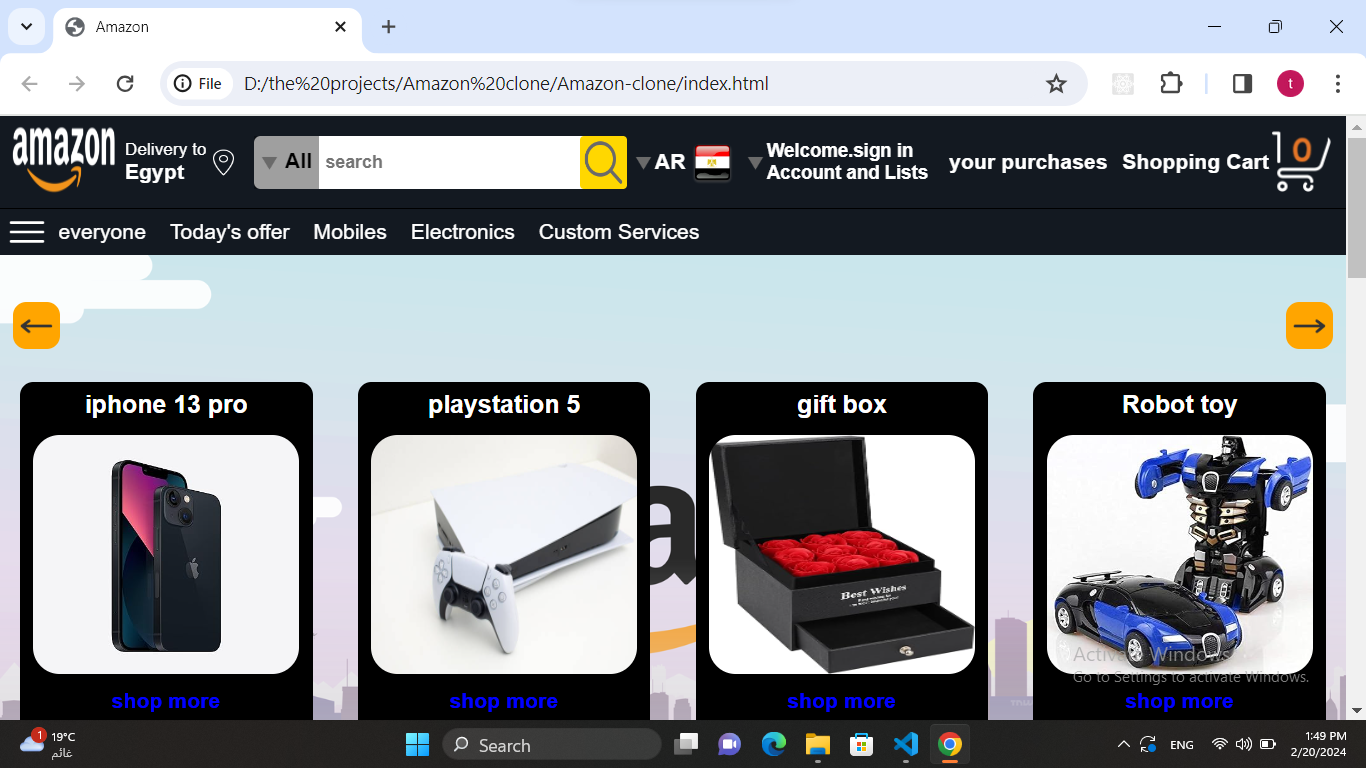 Amazon
File
D:/the%20projects/Amazon%20clone/Amazon-clone/index.html
t
amazon
Delivery to
Egypt
All
search
AR
Welcome.sign in
Account and Lists
your purchases
Shopping Cart
0
everyone
Today's offer
Mobiles
Electronics
Custom Services
iphone 13 pro
playstation 5
gift box
Robot toy
a
Best Wishes
shop more
shop more
shop more
shop more
Activate Windows
Go to Settings to activate Windows.
1
19°C
غائم
Search
ENG
1:49 PM
2/20/2024